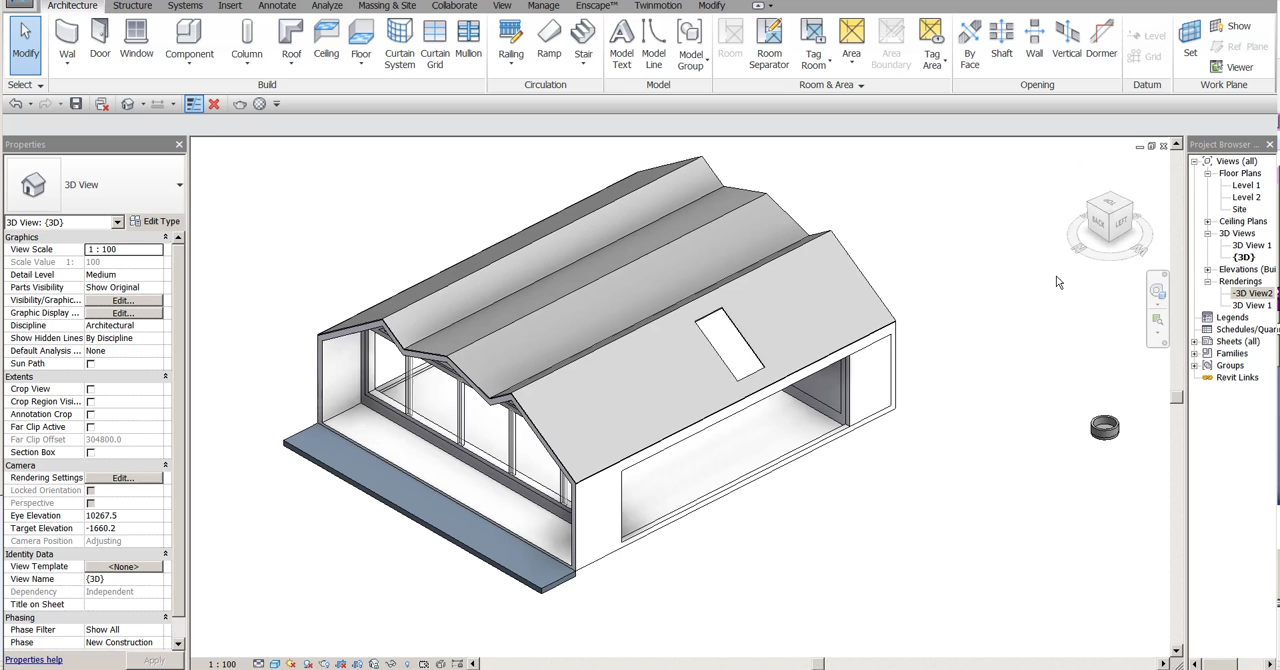 Architecture Structure Systems Insert Annotate Analyze Massing & Site Collaborate View Manage Enscape™ Twinmotion Modify
Modify Wall Door Window Component Column Roof Ceiling Floor Curtain System Curtain Grid Mullion Railing Ramp Stair Model Text Model Line Model Group Room Room Separator Tag Room Area Area Boundary Tag Area By Face Shaft Wall Vertical Dormer Level Grid Set Show Ref Plane Viewer
Select Build Circulation Model Room & Area Opening Datum Work Plane
Properties
3D View
3D View: {3D} Edit Type
Graphics
View Scale 1 : 100
Scale Value 1: 100
Detail Level Medium
Parts Visibility Show Original
Visibility/Graphic... Edit...
Graphic Display ... Edit...
Discipline Architectural
Show Hidden Lines By Discipline
Default Analysis ... None
Sun Path
Extents
Crop View
Crop Region Visi...
Annotation Crop
Far Clip Active
Far Clip Offset 304800.0
Section Box
Camera
Rendering Settings Edit...
Locked Orientation
Perspective
Eye Elevation 10267.5
Target Elevation -1660.2
Camera Position Adjusting
Identity Data
View Template <None>
View Name {3D}
Dependency Independent
Title on Sheet
Phasing
Phase Filter Show All
Phase New Construction
Properties help Apply
TOP
BACK LEFT
1 : 100
Project Browser ...
Views (all)
Floor Plans
Level 1
Level 2
Site
Ceiling Plans
3D Views
3D View 1
{3D}
Elevations (Bui
Renderings
-3D View2
3D View 1
Legends
Schedules/Quan
Sheets (all)
Families
Groups
Revit Links